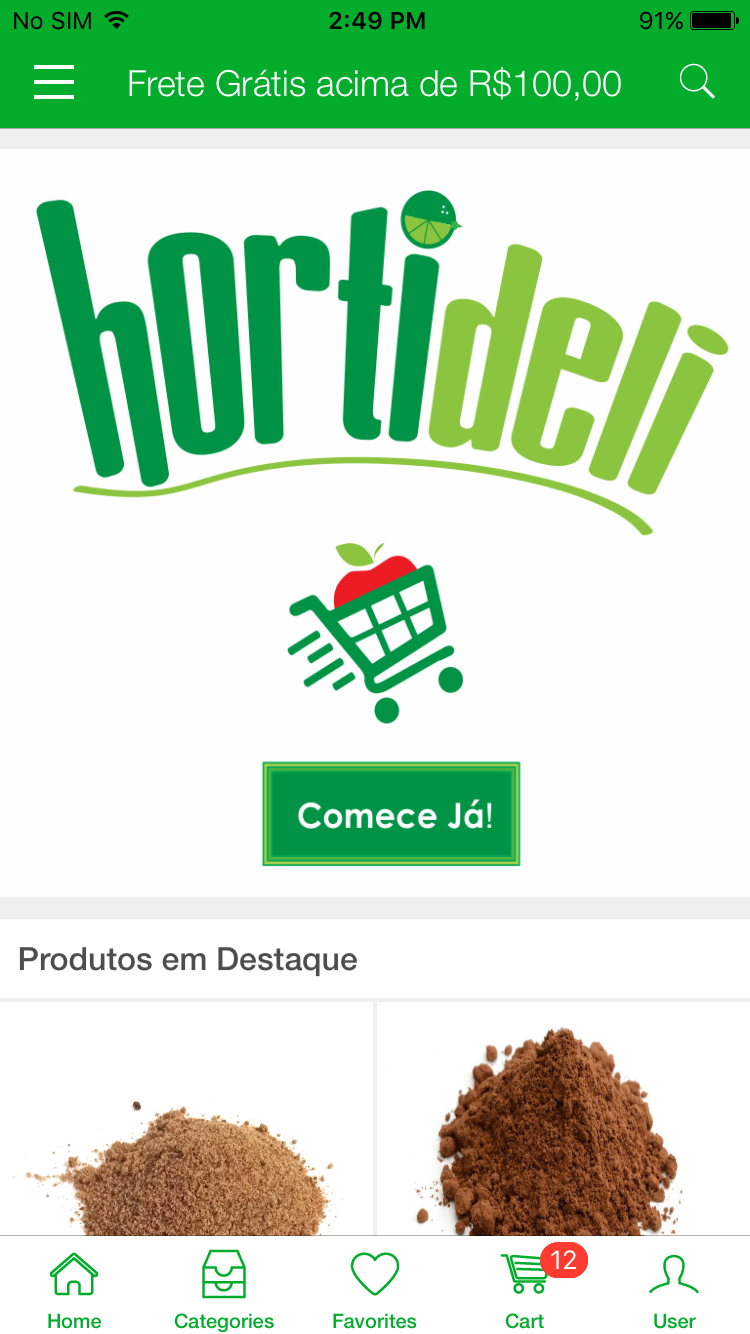 No SIM 2:49 PM 91%
Frete Grátis acima de R$100,00
hortideli
Comece Já!
Produtos em Destaque
12
Home Categories Favorites Cart User